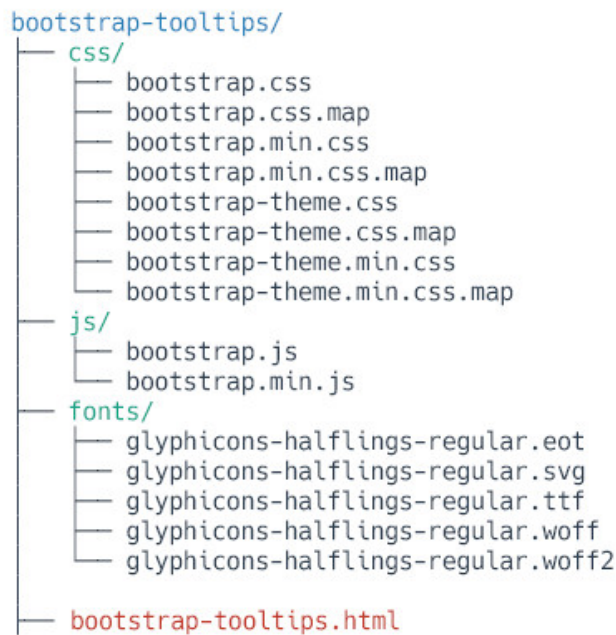 bootstrap-tooltips/
css/
bootstrap.css
bootstrap.css.map
bootstrap.min.css
bootstrap.min.css.map
bootstrap-theme.css
bootstrap-theme.css.map
bootstrap-theme.min.css
bootstrap-theme.min.css.map
js/
bootstrap.js
bootstrap.min.js
fonts/
glyphicons-halflings-regular.eot
glyphicons-halflings-regular.svg
glyphicons-halflings-regular.ttf
glyphicons-halflings-regular.woff
glyphicons-halflings-regular.woff2
bootstrap-tooltips.html